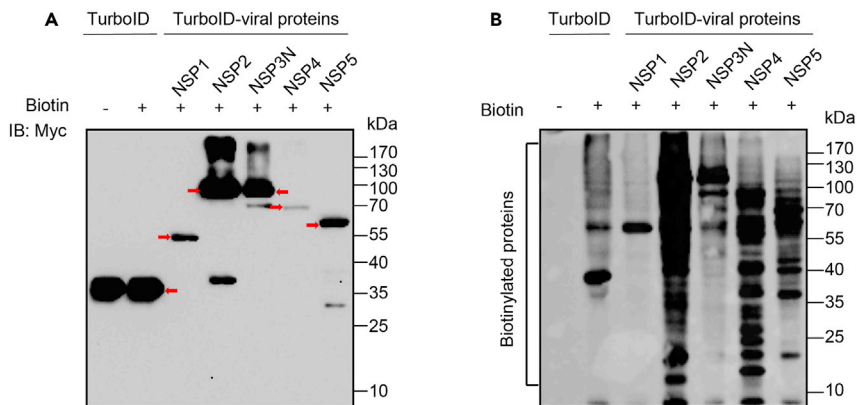 A
TurboID
TurboID-viral proteins
NSP1
NSP2
NSP3N
NSP4
NSP5
Biotin - + + + + + +
IB: Myc
kDa
170
130
100
70
55
40
35
25
10
B
TurboID
TurboID-viral proteins
NSP1
NSP2
NSP3N
NSP4
NSP5
Biotin - + + + + + +
kDa
Biotinylated proteins
170
130
100
70
55
40
35
25
10